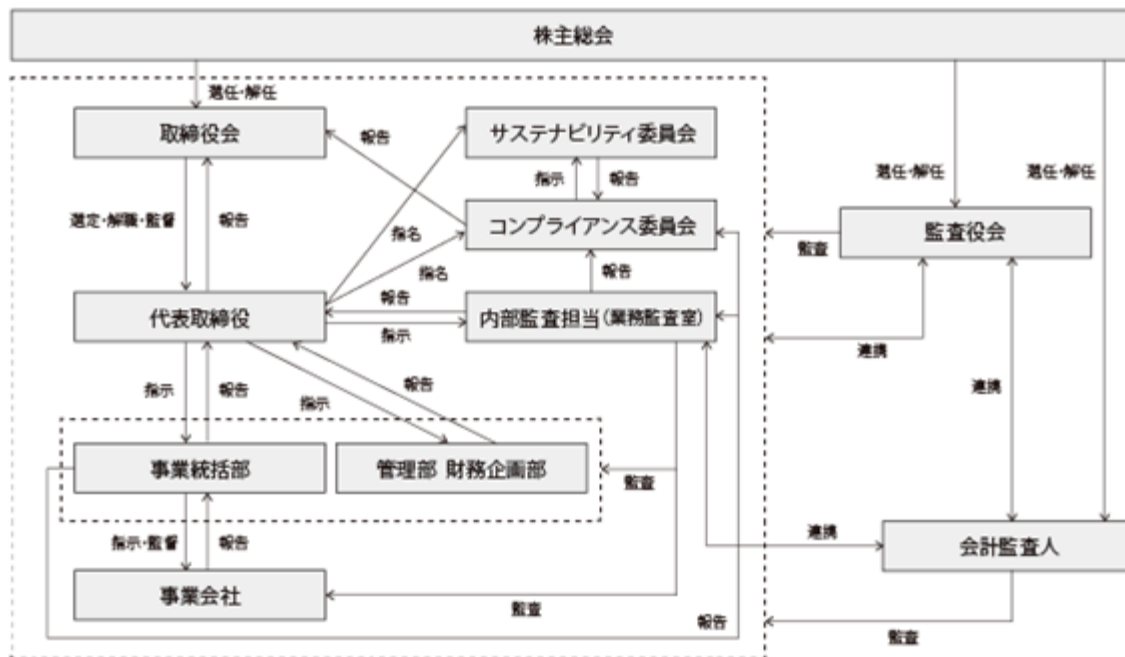 株主総会
選任・解任
取締役会
サステナビリティ委員会
報告
指示
報告
選任・解任
選任・解任
選定・解職・監督
報告
指名
コンプライアンス委員会
監査役会
監査
指名
報告
報告
代表取締役
内部監査担当(業務監査室)
指示
連携
連携
指示
報告
指示
報告
事業統括部
管理部 財務企画部
監査
連携
会計監査人
指示・監督
報告
事業会社
監査
報告
監査